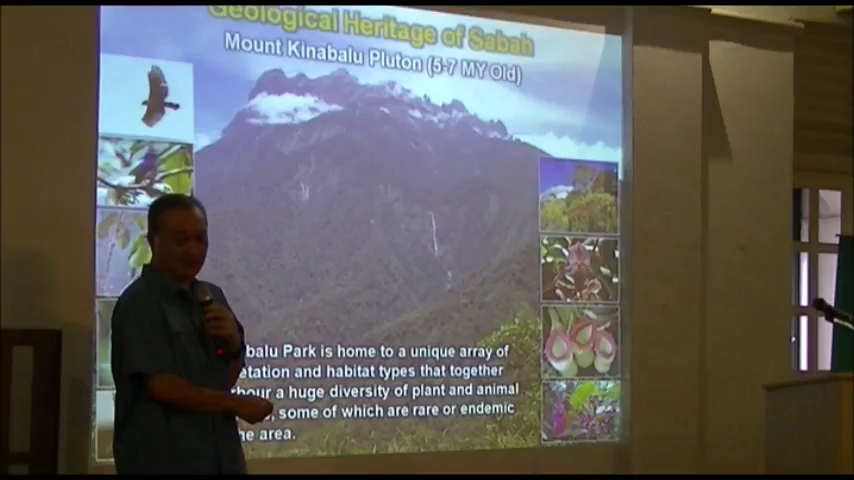 Geological Heritage of Sabah
Mount Kinabalu Pluton (5-7 MY Old)
balu Park is home to a unique array of
etation and habitat types that together
rbour a huge diversity of plant and animal
some of which are rare or endemic
he area.